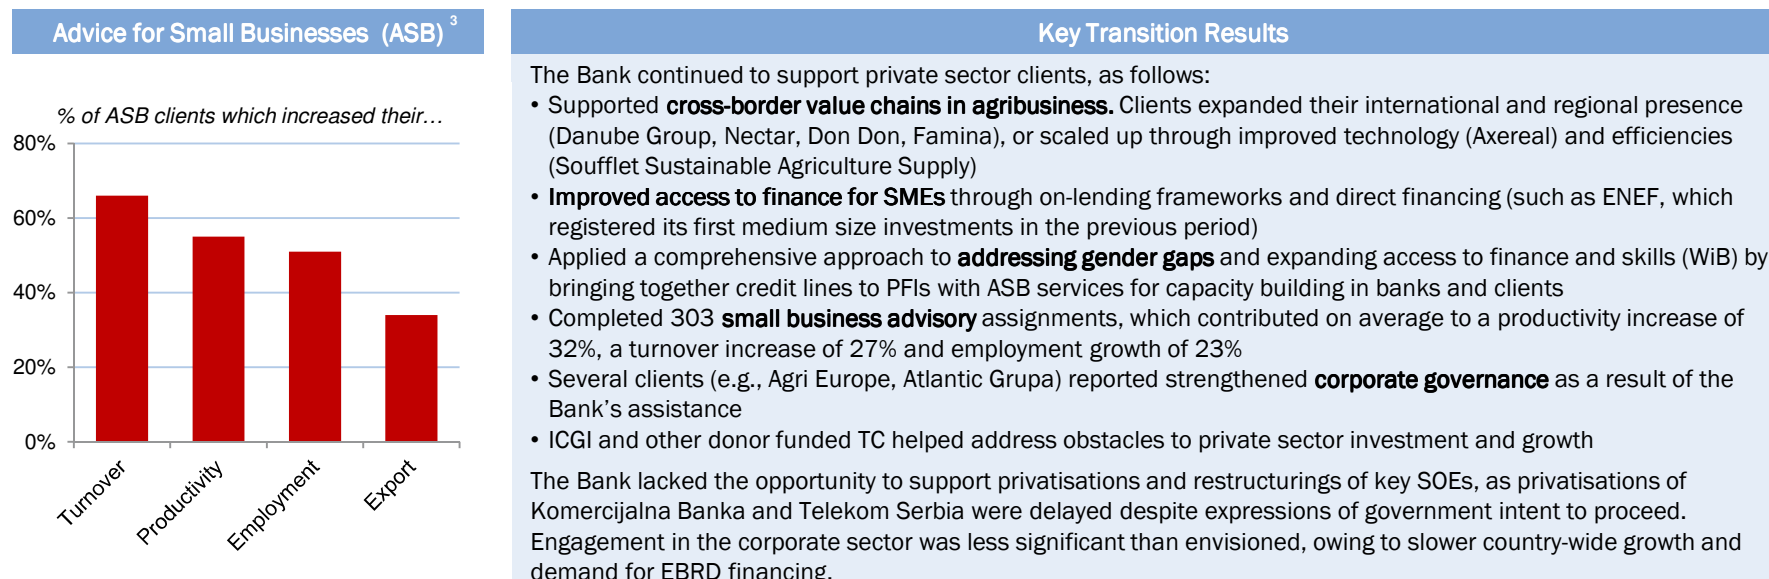 Advice for Small Businesses (ASB) 3
% of ASB clients which increased their…
80%
60%
40%
20%
0%
Turnover
Productivity
Employment
Export
Key Transition Results
The Bank continued to support private sector clients, as follows:
• Supported cross-border value chains in agribusiness. Clients expanded their international and regional presence
(Danube Group, Nectar, Don Don, Famina), or scaled up through improved technology (Axereal) and efficiencies
(Soufflet Sustainable Agriculture Supply)
• Improved access to finance for SMEs through on-lending frameworks and direct financing (such as ENEF, which
registered its first medium size investments in the previous period)
• Applied a comprehensive approach to addressing gender gaps and expanding access to finance and skills (WiB) by
bringing together credit lines to PFIs with ASB services for capacity building in banks and clients
• Completed 303 small business advisory assignments, which contributed on average to a productivity increase of
32%, a turnover increase of 27% and employment growth of 23%
• Several clients (e.g., Agri Europe, Atlantic Grupa) reported strengthened corporate governance as a result of the
Bank’s assistance
• ICGI and other donor funded TC helped address obstacles to private sector investment and growth
The Bank lacked the opportunity to support privatisations and restructurings of key SOEs, as privatisations of
Komercijalna Banka and Telekom Serbia were delayed despite expressions of government intent to proceed.
Engagement in the corporate sector was less significant than envisioned, owing to slower country-wide growth and
demand for EBRD financing.